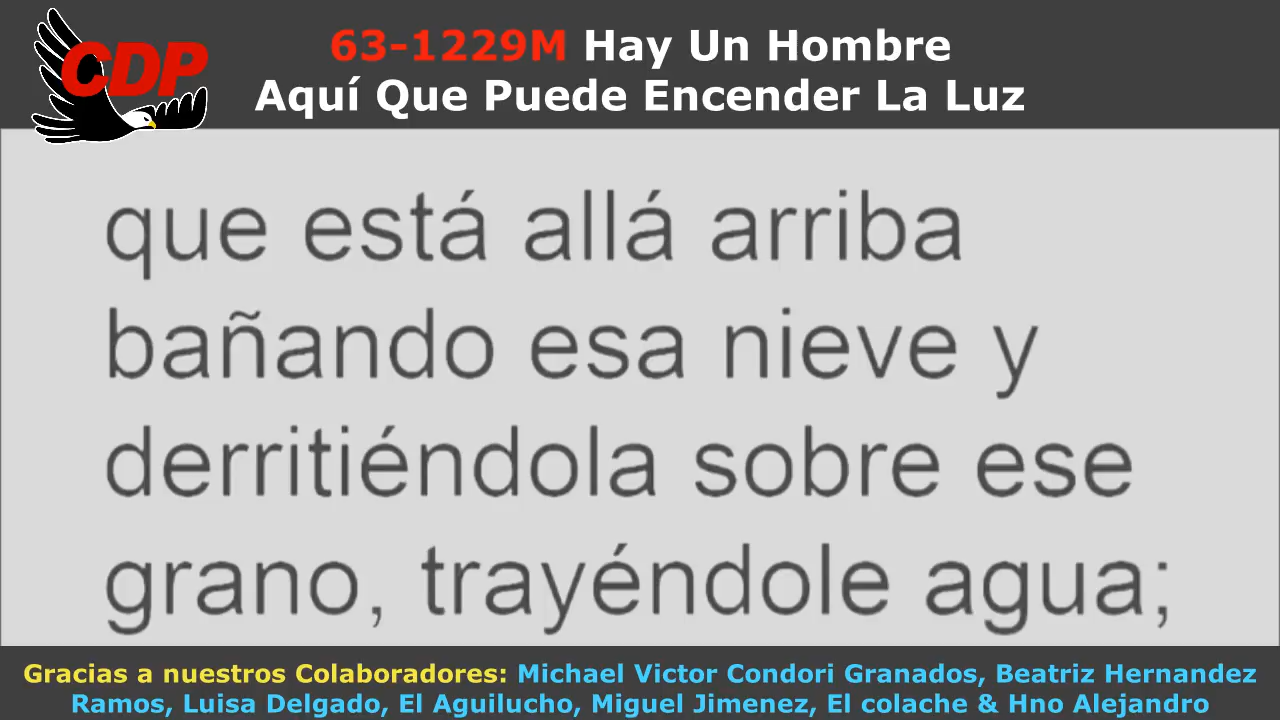 CDP
63-1229M Hay Un Hombre
Aquí Que Puede Encender La Luz
que está allá arriba
bañando esa nieve y
derritiéndola sobre ese
grano, trayéndole agua;
Gracias a nuestros Colaboradores: Michael Victor Condori Granados, Beatriz Hernandez
Ramos, Luisa Delgado, El Aguilucho, Miguel Jimenez, El colache & Hno Alejandro